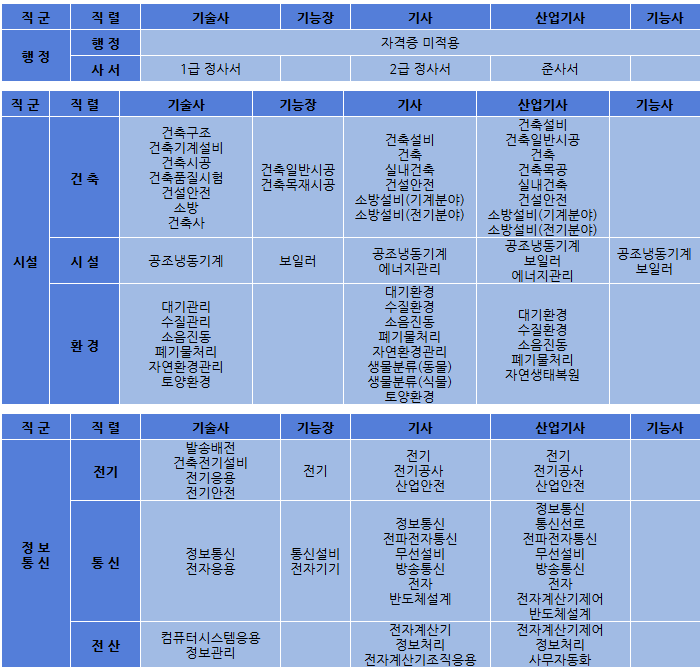 직 군 직 렬 기술사 기능장 기사 산업기사 기능사
행 정 행 정 자격증 미적용
사 서 1급 정사서 2급 정사서 준사서
직 군 직 렬 기술사 기능장 기사 산업기사 기능사
시설
건 축
건축구조
건축기계설비
건축시공
건축품질시험
건설안전
소방
건축사
건축일반시공
건축목재시공
건축설비
건축
실내건축
건설안전
소방설비(기계분야)
소방설비(전기분야)
건축설비
건축일반시공
건축
건축목공
실내건축
건설안전
소방설비(기계분야)
소방설비(전기분야)
시 설
공조냉동기계
보일러
공조냉동기계
에너지관리
공조냉동기계
보일러
에너지관리
공조냉동기계
보일러
환 경
대기관리
수질관리
소음진동
폐기물처리
자연환경관리
토양환경
대기환경
수질환경
소음진동
폐기물처리
자연환경관리
생물분류(동물)
생물분류(식물)
토양환경
대기환경
수질환경
소음진동
폐기물처리
자연생태복원
직 군 직 렬 기술사 기능장 기사 산업기사 기능사
정 보
통 신
전기
발송배전
건축전기설비
전기응용
전기안전
전기
전기
전기공사
산업안전
전기
전기공사
산업안전
통 신
정보통신
전자응용
통신설비
전자기기
정보통신
전파전자통신
무선설비
방송통신
전자
반도체설계
정보통신
통신선로
전파전자통신
무선설비
방송통신
전자
전자계산기제어
반도체설계
전 산
컴퓨터시스템응용
정보관리
전자계산기
정보처리
전자계산기조직응용
전자계산기제어
정보처리
사무자동화